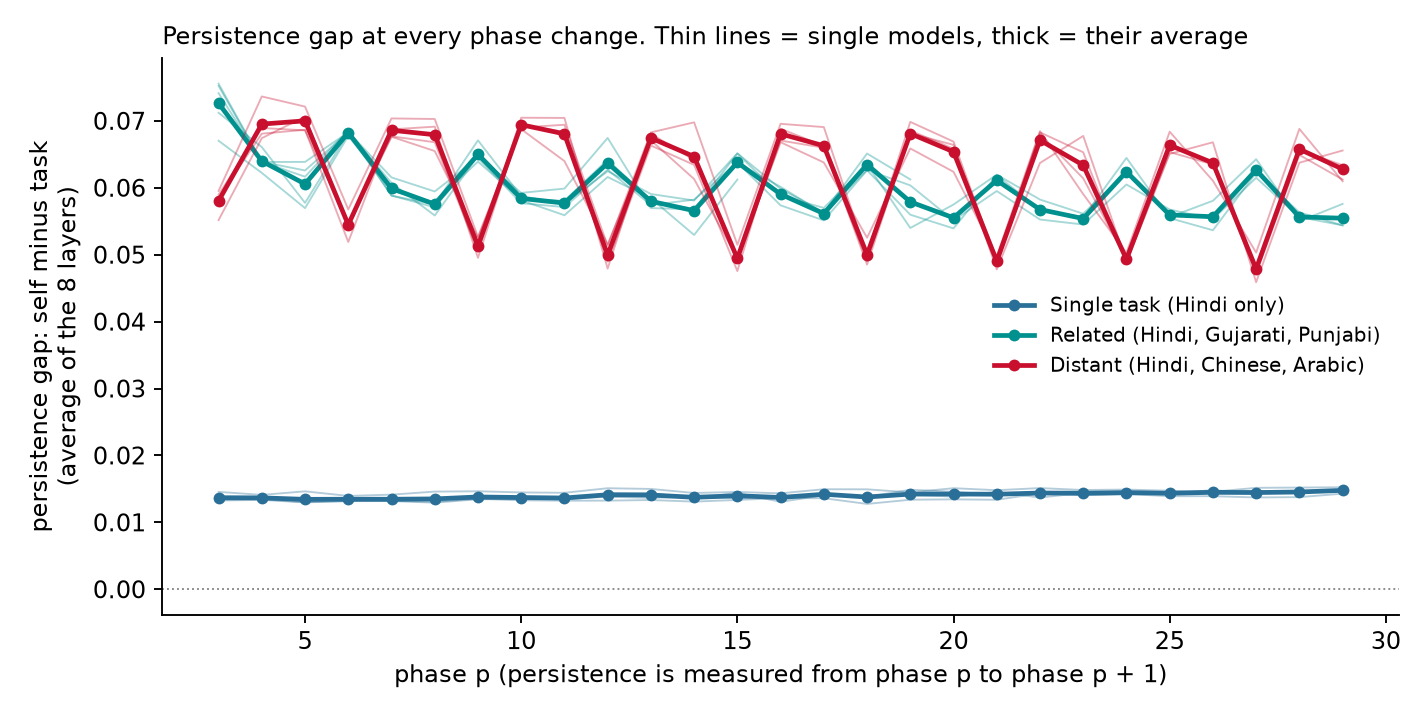 Persistence gap at every phase change. Thin lines = single models, thick = their average
persistence gap: self minus task
(average of the 8 layers)
0.07
0.06
0.05
0.04
0.03
0.02
0.01
0.00
Single task (Hindi only)
Related (Hindi, Gujarati, Punjabi)
Distant (Hindi, Chinese, Arabic)
5
10
15
20
25
30
phase p (persistence is measured from phase p to phase p + 1)